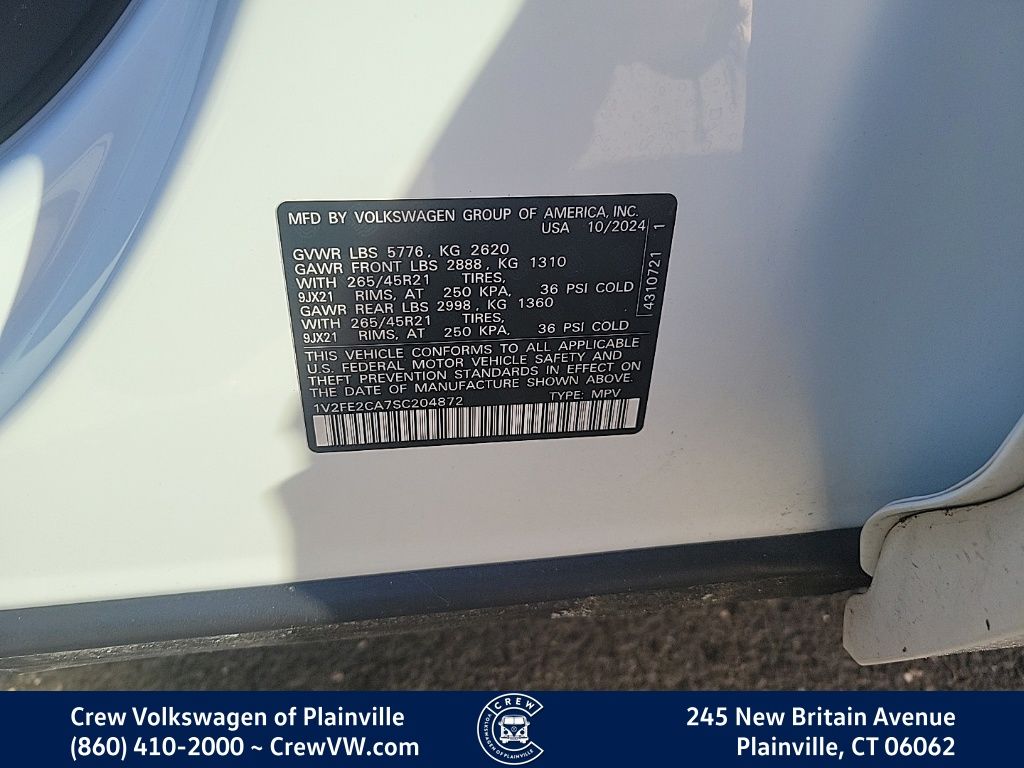 MFD BY VOLKSWAGEN GROUP OF AMERICA, INC.
USA 10/2024
GVWR LBS 5776, KG 2620
GAWR FRONT LBS 2888, KG 1310
WITH 265/45R21 TIRES,
9JX21 RIMS, AT 250 KPA, 36 PSI COLD
GAWR REAR LBS 2998, KG 1360
WITH 265/45R21 TIRES,
9JX21 RIMS, AT 250 KPA, 36 PSI COLD
4310721 1
THIS VEHICLE CONFORMS TO ALL APPLICABLE
U.S. FEDERAL MOTOR VEHICLE SAFETY AND
THEFT PREVENTION STANDARDS IN EFFECT ON
THE DATE OF MANUFACTURE SHOWN ABOVE.
1V2FE2CA7SC204872 TYPE: MPV
Crew Volkswagen of Plainville
(860) 410-2000 ~ CrewVW.com
CREW
VOLKSWAGEN OF PLAINVILLE
245 New Britain Avenue
Plainville, CT 06062